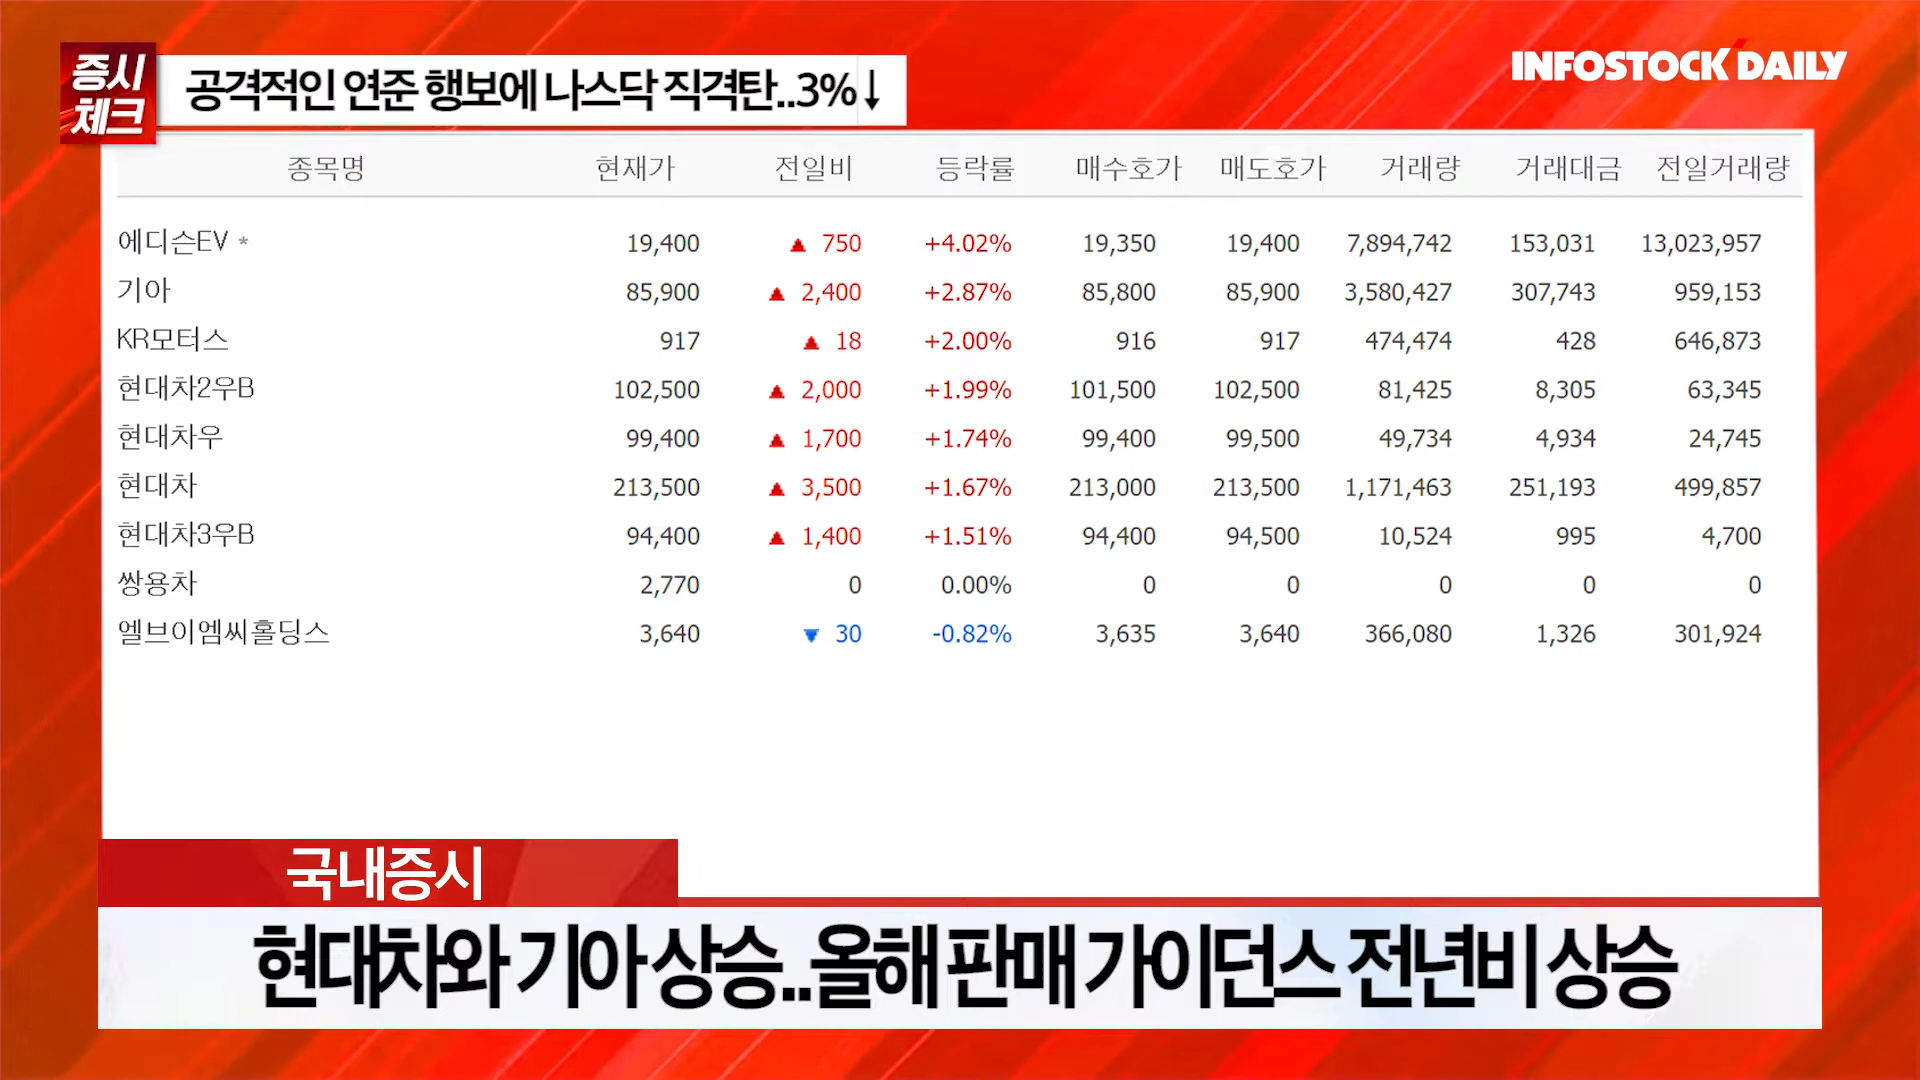 증시
체크
공격적인 연준 행보에 나스닥 직격탄..3%↓
INFOSTOCK DAILY
종목명 현재가 전일비 등락률 매수호가 매도호가 거래량 거래대금 전일거래량
에디슨EV * 19,400 ▲ 750 +4.02% 19,350 19,400 7,894,742 153,031 13,023,957
기아 85,900 ▲ 2,400 +2.87% 85,800 85,900 3,580,427 307,743 959,153
KR모터스 917 ▲ 18 +2.00% 916 917 474,474 428 646,873
현대차2우B 102,500 ▲ 2,000 +1.99% 101,500 102,500 81,425 8,305 63,345
현대차우 99,400 ▲ 1,700 +1.74% 99,400 99,500 49,734 4,934 24,745
현대차 213,500 ▲ 3,500 +1.67% 213,000 213,500 1,171,463 251,193 499,857
현대차3우B 94,400 ▲ 1,400 +1.51% 94,400 94,500 10,524 995 4,700
쌍용차 2,770 0 0.00% 0 0 0 0 0
엘브이엠씨홀딩스 3,640 ▼ 30 -0.82% 3,635 3,640 366,080 1,326 301,924
국내증시
현대차와 기아 상승..올해 판매 가이던스 전년비 상승